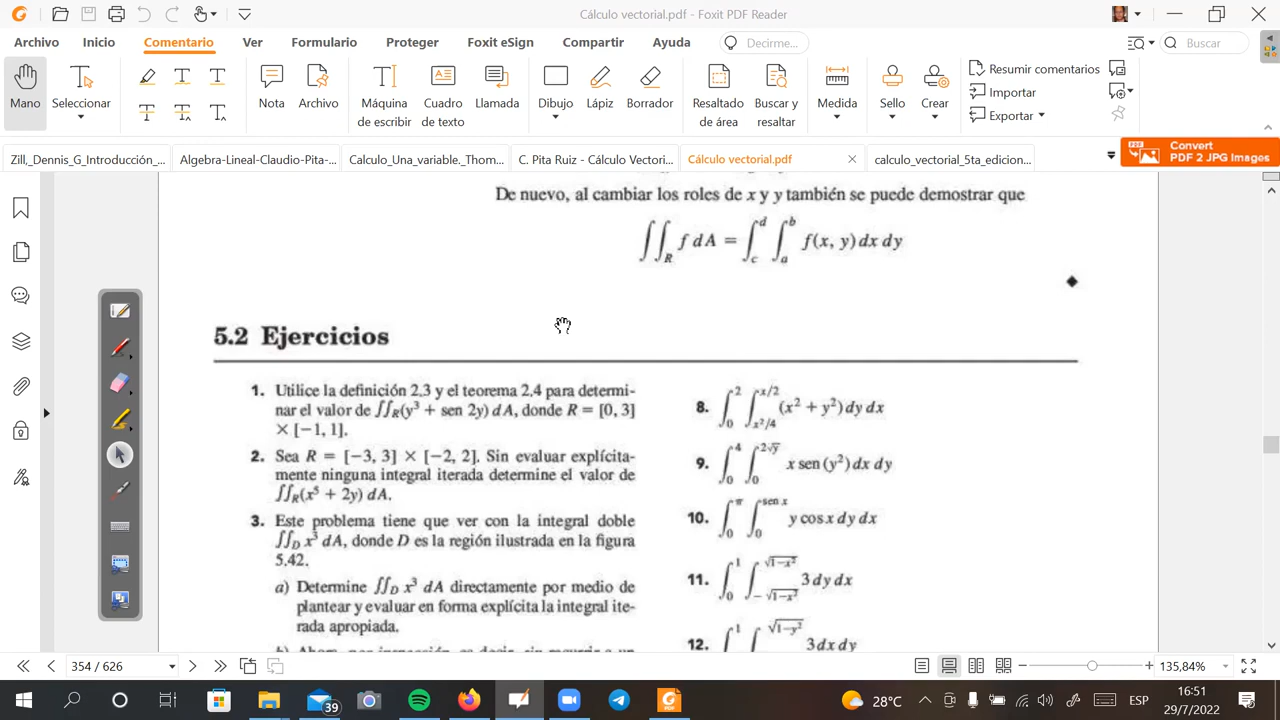 Cálculo vectorial.pdf - Foxit PDF Reader
Archivo Inicio Comentario Ver Formulario Proteger Foxit eSign Compartir Ayuda Decirme... Buscar
Mano Seleccionar Nota Archivo Máquina de escribir Cuadro de texto Llamada Dibujo Lápiz Borrador Resaltado de área Buscar y resaltar Medida Sello Crear
Resumir comentarios
Importar
Exportar
Zill,_Dennis_G_Introducción_... Algebra-Lineal-Claudio-Pita-... Calculo_Una_variable._Thom... C. Pita Ruiz - Cálculo Vectori... Cálculo vectorial.pdf calculo_vectorial_5ta_edicion...
Convert
PDF 2 JPG Images
De nuevo, al cambiar los roles de x y y también se puede demostrar que
∫∫_R f dA = ∫_c^d ∫_a^b f(x, y) dx dy
5.2 Ejercicios
1. Utilice la definición 2.3 y el teorema 2.4 para determi-
nar el valor de ∫∫_R(y³ + sen 2y) dA, donde R = [0, 3]
× [−1, 1].
2. Sea R = [−3, 3] × [−2, 2]. Sin evaluar explícita-
mente ninguna integral iterada determine el valor de
∫∫_R(x⁵ + 2y) dA.
3. Este problema tiene que ver con la integral doble
∫∫_D x³ dA, donde D es la región ilustrada en la figura
5.42.
a) Determine ∫∫_D x³ dA directamente por medio de
plantear y evaluar en forma explícita la integral ite-
rada apropiada.
8. ∫_0^2 ∫_{x²/4}^{x/2} (x² + y²) dy dx
9. ∫_0^4 ∫_0^{2√y} x sen (y²) dx dy
10. ∫_0^π ∫_0^{sen x} y cos x dy dx
11. ∫_0^1 ∫_{−√1−x²}^{√1−x²} 3 dy dx
12. ∫^1 ∫^{√1−y²} 3 dx dy
354 / 626
135,84%
39
28°C
ESP
16:51
29/7/2022